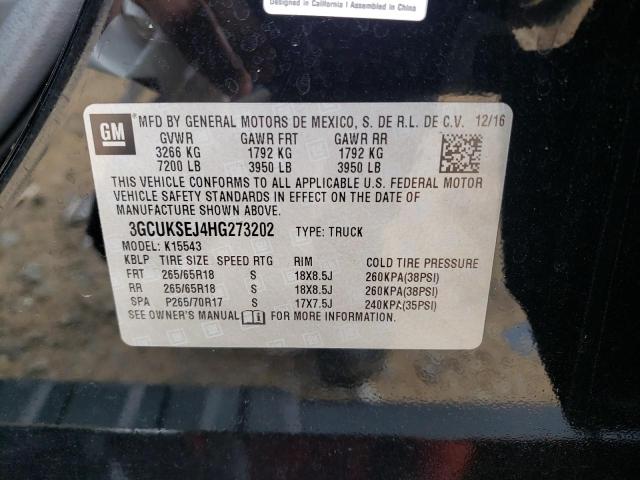 Designed in California | Assembled in China
GM
MFD BY GENERAL MOTORS DE MEXICO, S. DE R.L. DE C.V. 12/16
GVWR GAWR FRT GAWR RR
3266 KG 1792 KG 1792 KG
7200 LB 3950 LB 3950 LB
THIS VEHICLE CONFORMS TO ALL APPLICABLE U.S. FEDERAL MOTOR
VEHICLE SAFETY STANDARDS IN EFFECT ON THE DATE OF
MANUFACTURE SHOWN ABOVE.
3GCUKSEJ4HG273202 TYPE: TRUCK
MODEL: K15543
KBLP TIRE SIZE SPEED RTG RIM COLD TIRE PRESSURE
FRT 265/65R18 S 18X8.5J 260KPA(38PSI)
RR 265/65R18 S 18X8.5J 260KPA(38PSI)
SPA P265/70R17 S 17X7.5J 240KPA(35PSI)
SEE OWNER'S MANUAL FOR MORE INFORMATION.